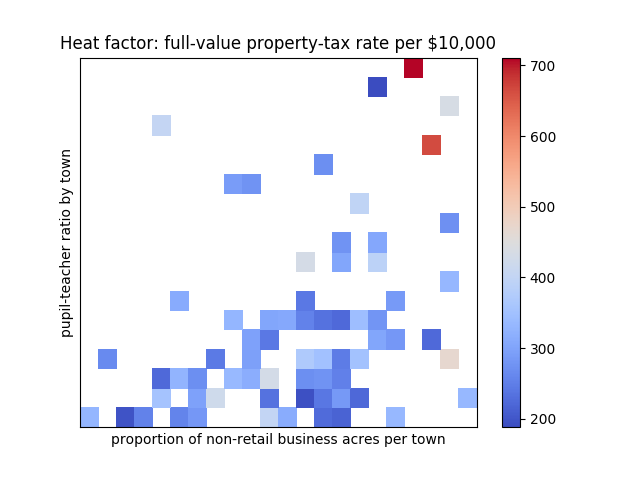 Heat factor: full-value property-tax rate per $10,000
pupil-teacher ratio by town
proportion of non-retail business acres per town
700
600
500
400
300
200